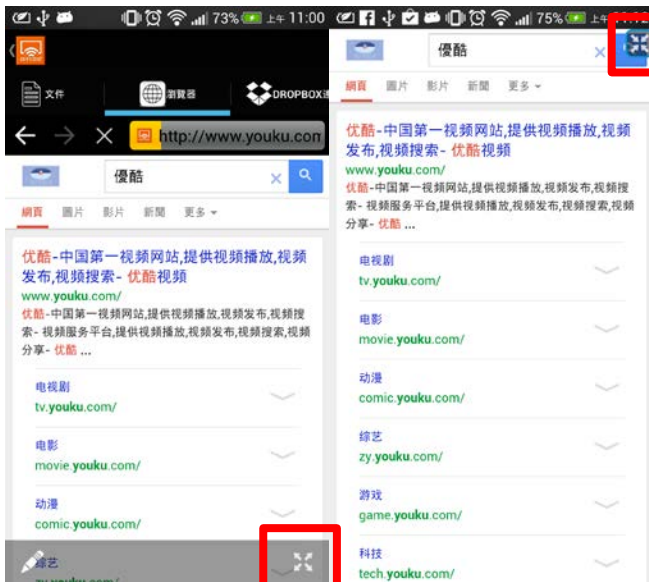 73% 上午 11:00
文件
瀏覽器
DROPBOX
http://www.youku.com
優酷
網頁 圖片 影片 新聞 更多
优酷-中国第一视频网站,提供视频播放,视频
发布,视频搜索- 优酷视频
www.youku.com/
优酷-中国第一视频网站,提供视频播放,视频发布,视频搜
索- 视频服务平台,提供视频播放,视频发布,视频搜索,视频
分享- 优酷 ...
电视剧
tv.youku.com/
电影
movie.youku.com/
动漫
comic.youku.com/
综艺
zy.youku.com/
75% 上午
優酷
網頁 圖片 影片 新聞 更多
优酷-中国第一视频网站,提供视频播放,视频
发布,视频搜索- 优酷视频
www.youku.com/
优酷-中国第一视频网站,提供视频播放,视频发布,视频搜
索- 视频服务平台,提供视频播放,视频发布,视频搜索,视频
分享- 优酷 ...
电视剧
tv.youku.com/
电影
movie.youku.com/
动漫
comic.youku.com/
综艺
zy.youku.com/
游戏
game.youku.com/
科技
tech.youku.com/